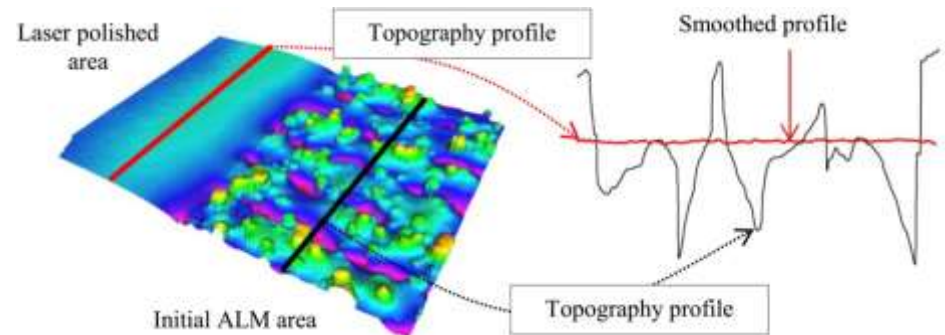 Laser polished
area
Topography profile
Smoothed profile
Initial ALM area
Topography profile